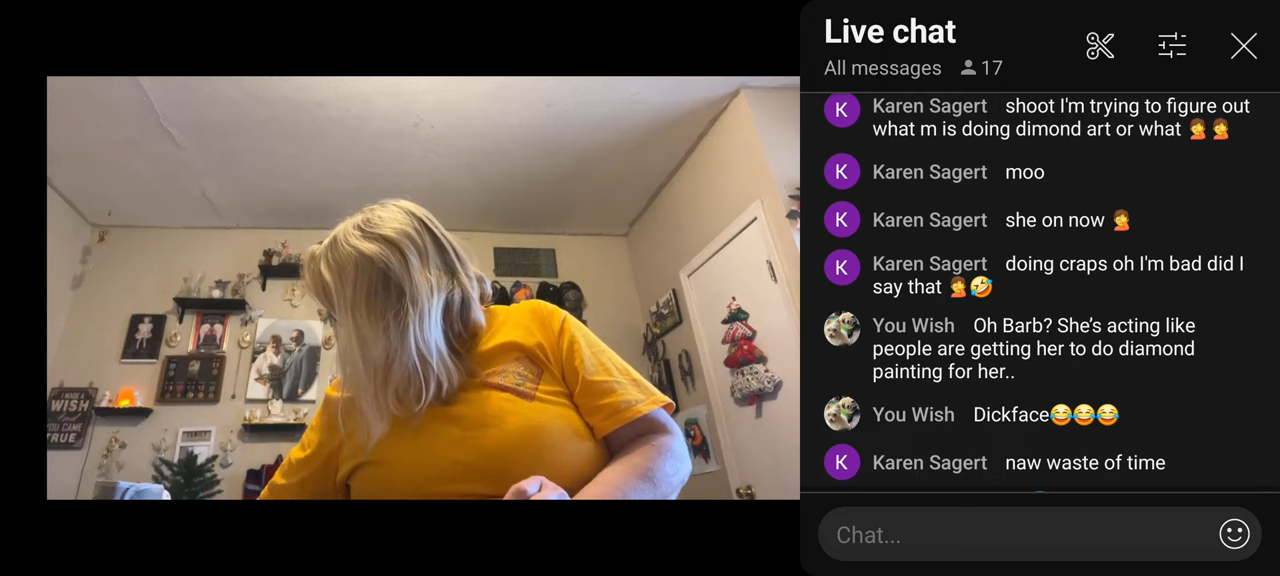 Live chat
All messages 17
K Karen Sagert shoot I'm trying to figure out
what m is doing dimond art or what 🤦🤦
K Karen Sagert moo
K Karen Sagert she on now 🤦
K Karen Sagert doing craps oh I'm bad did I
say that 🤦🤣
You Wish Oh Barb? She’s acting like
people are getting her to do diamond
painting for her..
You Wish Dickface😂😂😂
K Karen Sagert naw waste of time
Chat...
I MADE A
WISH
and
YOU CAME
TRUE.